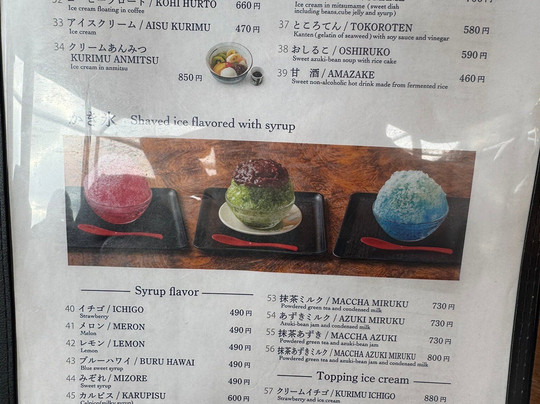 フロート / KOHI FURTO 660円
Ice cream floating in coffee
33 アイスクリーム / AISU KURIMU 470円
Ice cream
34 クリームあんみつ
KURIMU ANMITSU
Ice cream in anmitsu
850円
Ice cream in mitsumame ( sweet dish
including beans,cube jelly and syurp)
37 ところてん / TOKOROTEN 580円
Kanten (gelatin of seaweed) with soy sauce and vinegar
38 おしるこ / OSHIRUKO 590円
Sweet azuki-bean soup with rice cake
39 甘 酒 / AMAZAKE 460円
Sweet non-alcoholic hot drink made from fermented rice
かき氷 Shaved ice flavored with syrup
Syrup flavor
40 イチゴ / ICHIGO 490円
Strawberry
41 メロン / MERON 490円
Melon
42 レモン / LEMON 490円
Lemon
43 ブルーハワイ / BURU HAWAI 490円
Blue sweet syrup
44 みぞれ / MIZORE 490円
Sweet syrup
45 カルピス / KARUPISU 600円
Calpico(milky syrup)
53 抹茶ミルク / MACCHA MIRUKU 730円
Powdered green tea and condensed milk
54 あずきミルク / AZUKI MIRUKU 730円
Azuki-bean jam and condensed milk
55 抹茶あずき / MACCHA AZUKI 730円
Powdered green tea and azuki-bean jam
56 抹茶あずきミルク / MACCHA AZUKI MIRUKU 800円
Powdered green tea and azuki-bean jam and condensed milk
Topping ice cream
57 クリームイチゴ / KURIMU ICHIGO 880円
Strawberry and ice cream